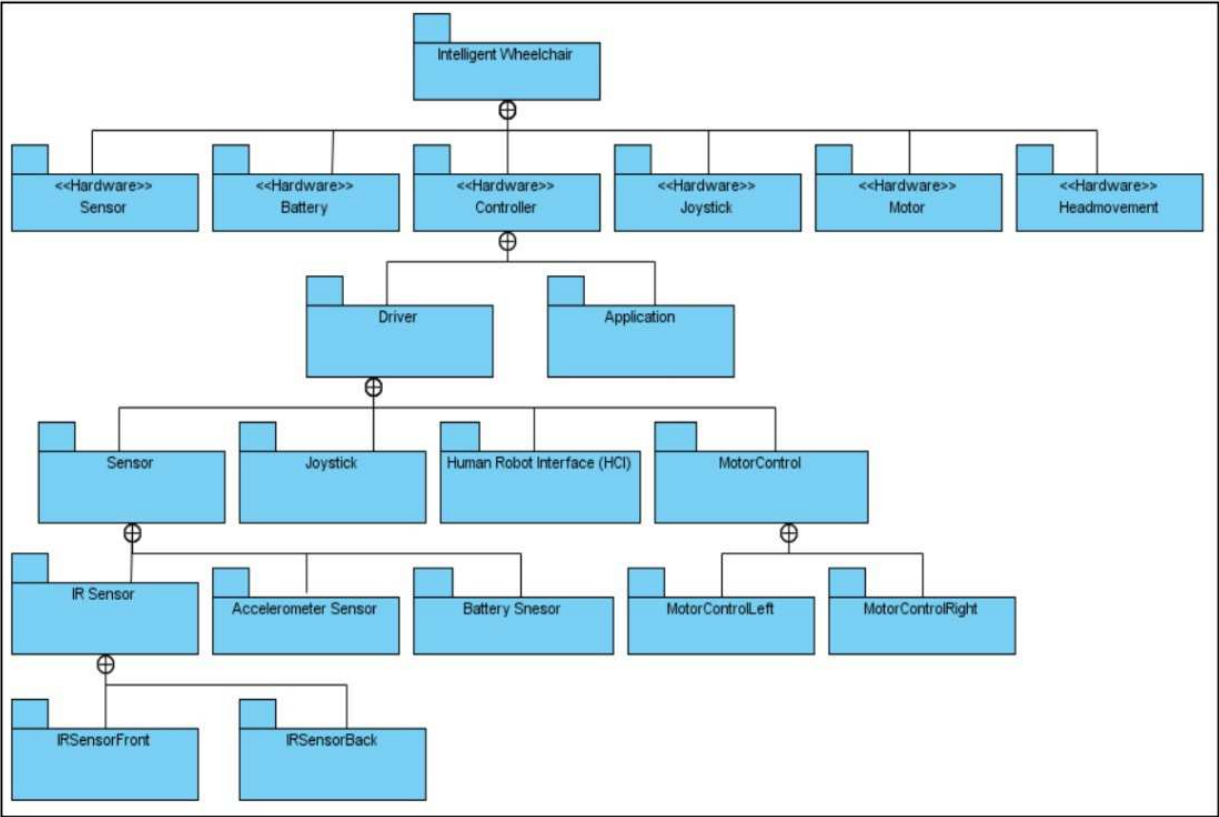 Intelligent Wheelchair
<<Hardware>>
Sensor
<<Hardware>>
Battery
<<Hardware>>
Controller
<<Hardware>>
Joystick
<<Hardware>>
Motor
<<Hardware>>
Headmovement
Driver
Application
Sensor
Joystick
Human Robot Interface (HCI)
MotorControl
IR Sensor
Accelerometer Sensor
Battery Snesor
MotorControlLeft
MotorControlRight
IRSensorFront
IRSensorBack